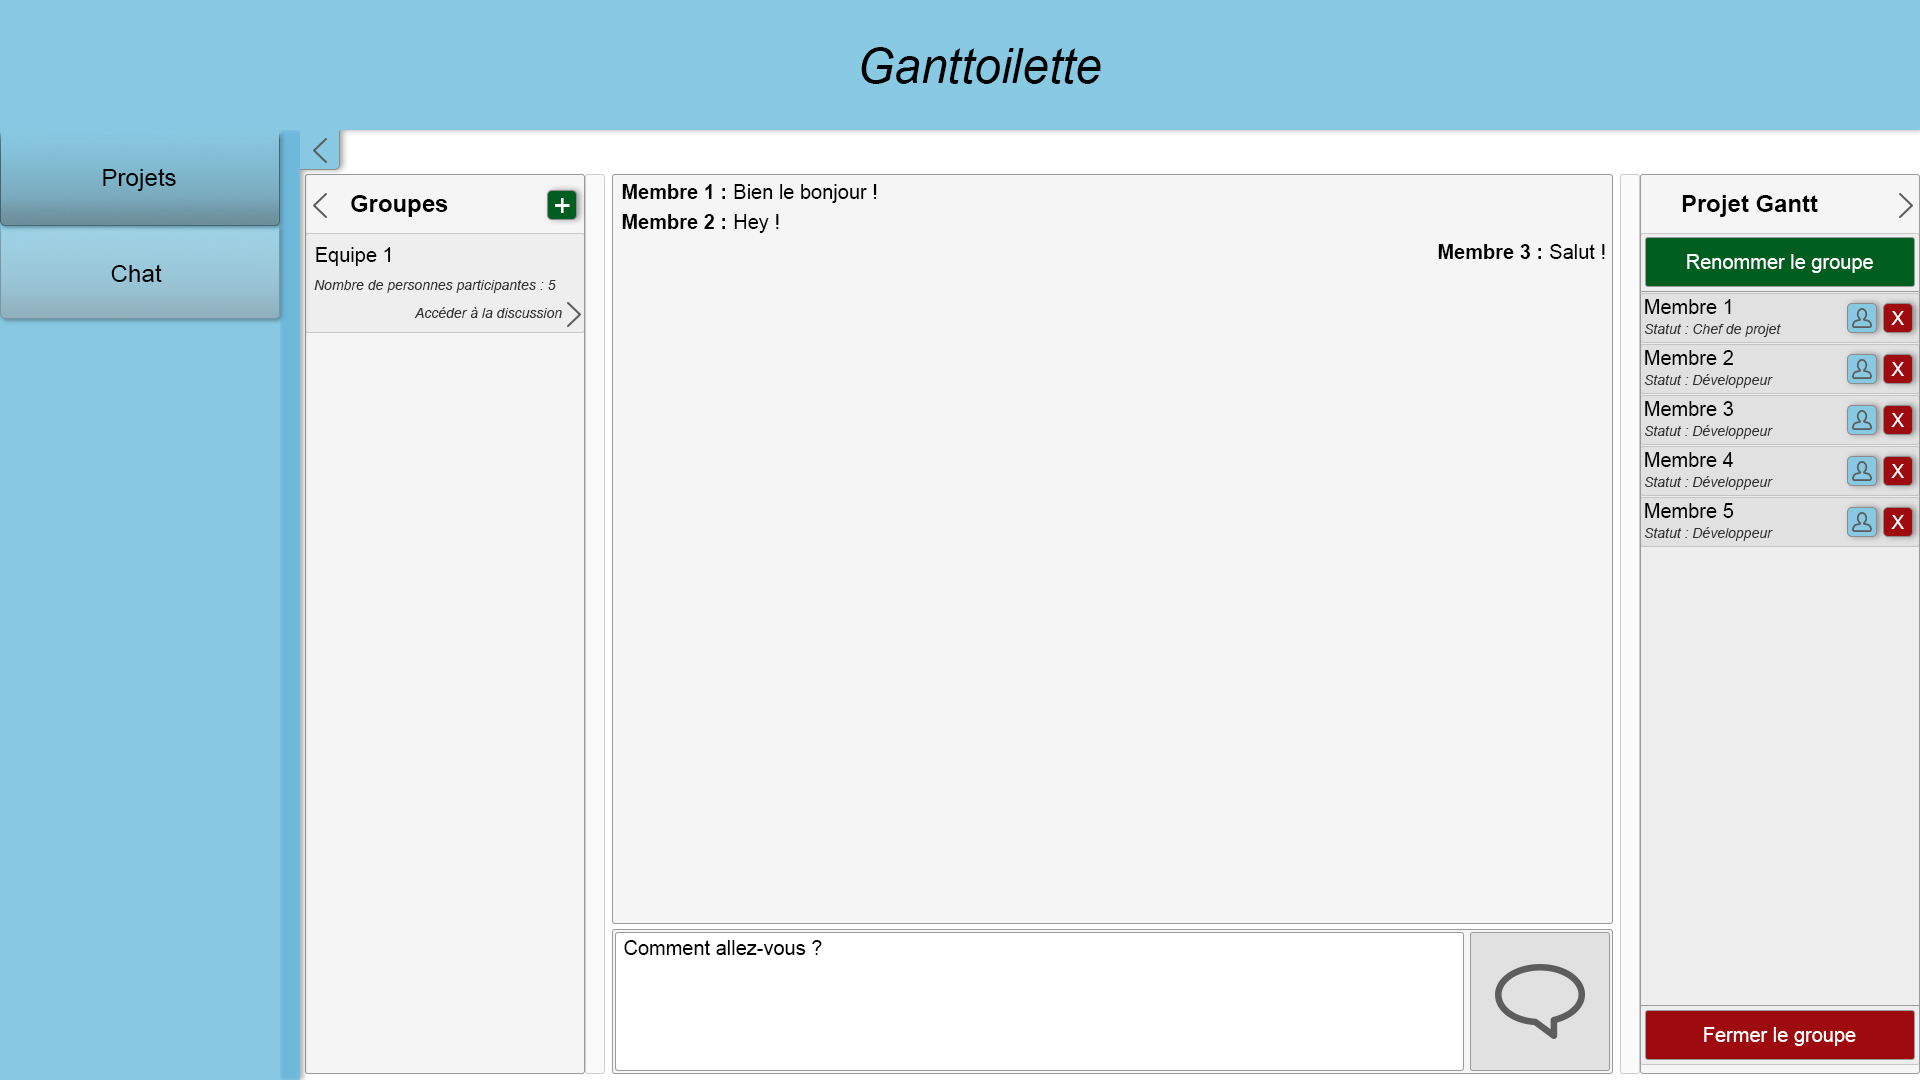 Ganttoilette
Projets
Chat
Groupes
+
Equipe 1
Nombre de personnes participantes : 5
Accéder à la discussion
Membre 1 : Bien le bonjour !
Membre 2 : Hey !
Membre 3 : Salut !
Comment allez-vous ?
Projet Gantt
Renommer le groupe
Membre 1
Statut : Chef de projet
X
Membre 2
Statut : Développeur
X
Membre 3
Statut : Développeur
X
Membre 4
Statut : Développeur
X
Membre 5
Statut : Développeur
X
Fermer le groupe